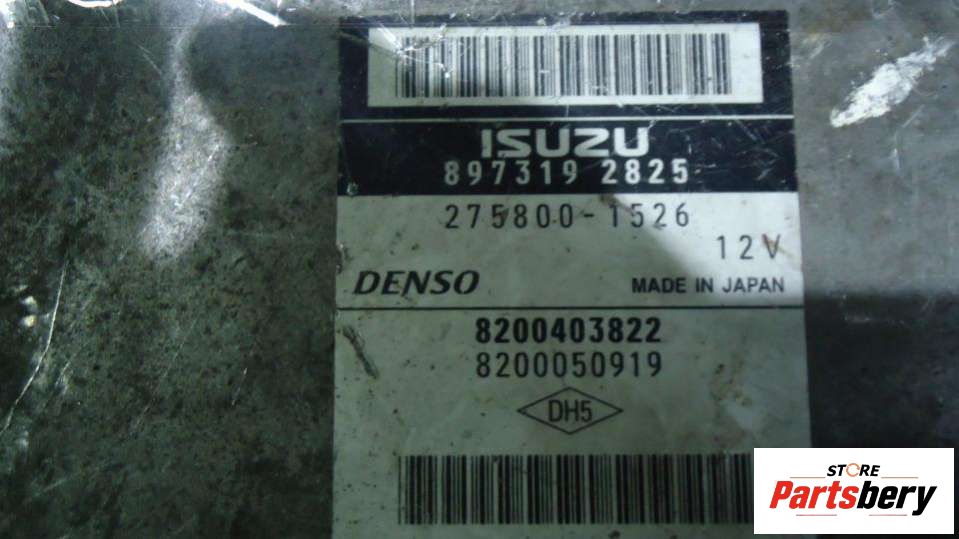 ISUZU
897319 2825
275800-1526
12V
DENSO MADE IN JAPAN
8200403822
8200050919
DH5
STORE
Partsbery